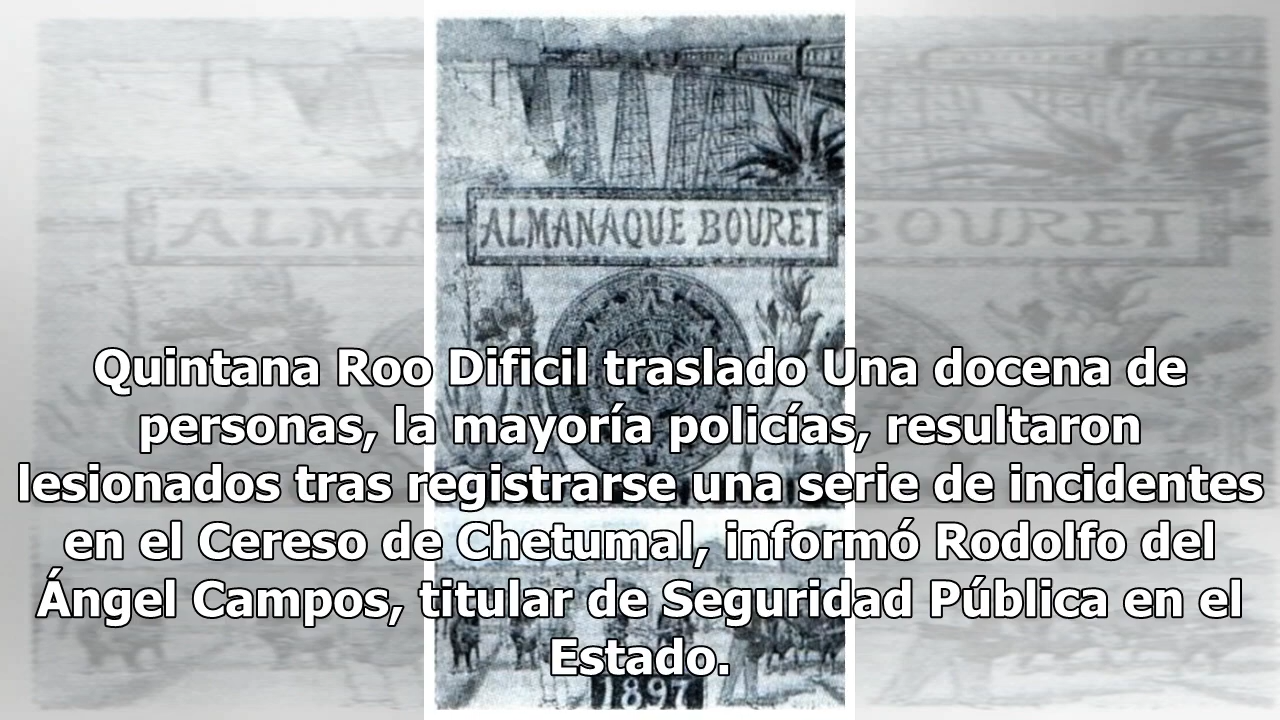 ALMANAQUE BOURET
Quintana Roo Dificil traslado Una docena de
personas, la mayoría policías, resultaron
lesionados tras registrarse una serie de incidentes
en el Cereso de Chetumal, informó Rodolfo del
Ángel Campos, titular de Seguridad Pública en el
Estado.
1897